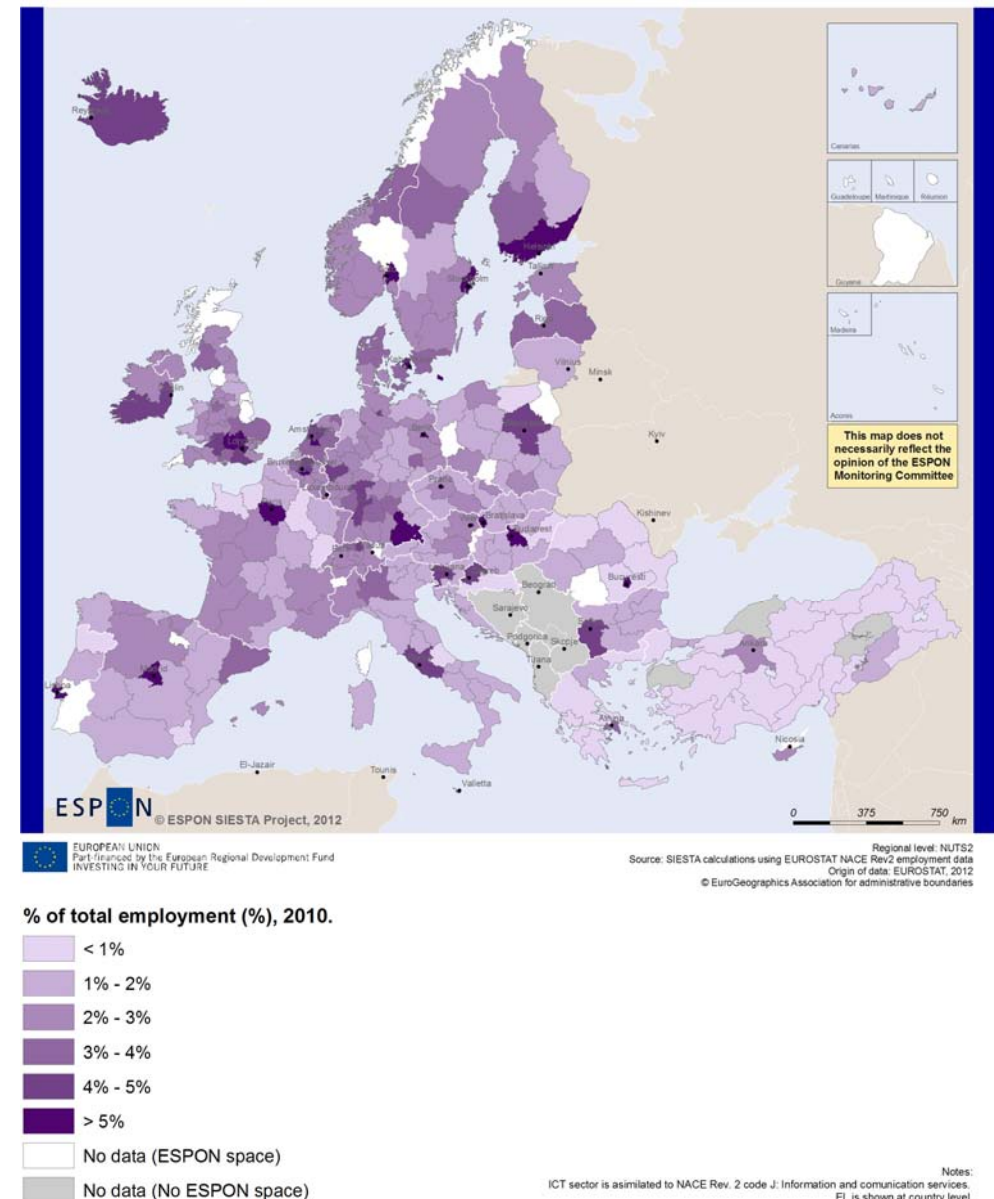 Reykjavik
Canarias
Guadeloupe
Martinique
Réunion
Guyane
Helsinki
Tallinn
Stockholm
Madeira
Riga
Acores
Vilnius
Minsk
This map does not
necessarily reflect the
opinion of the ESPON
Monitoring Committee
Kyiv
Praha
Kishinev
Bratislava
Budapest
Bucuresti
Beograd
Sarajevo
Podgorica
Skopje
Tirana
Ankara
Lisboa
Athina
Nicosia
El-Jazair
Tounis
Valletta
ESPON
© ESPON SIESTA Project, 2012
0 375 750
km
EUROPEAN UNION
Part-financed by the European Regional Development Fund
INVESTING IN YOUR FUTURE
Regional level: NUTS2
Source: SIESTA calculations using EUROSTAT NACE Rev2 employment data
Origin of data: EUROSTAT, 2012
© EuroGeographics Association for administrative boundaries
% of total employment (%), 2010.
< 1%
1% - 2%
2% - 3%
3% - 4%
4% - 5%
> 5%
No data (ESPON space)
No data (No ESPON space)
Notes:
ICT sector is asimilated to NACE Rev. 2 code J: Information and comunication services.
EL is shown at country level